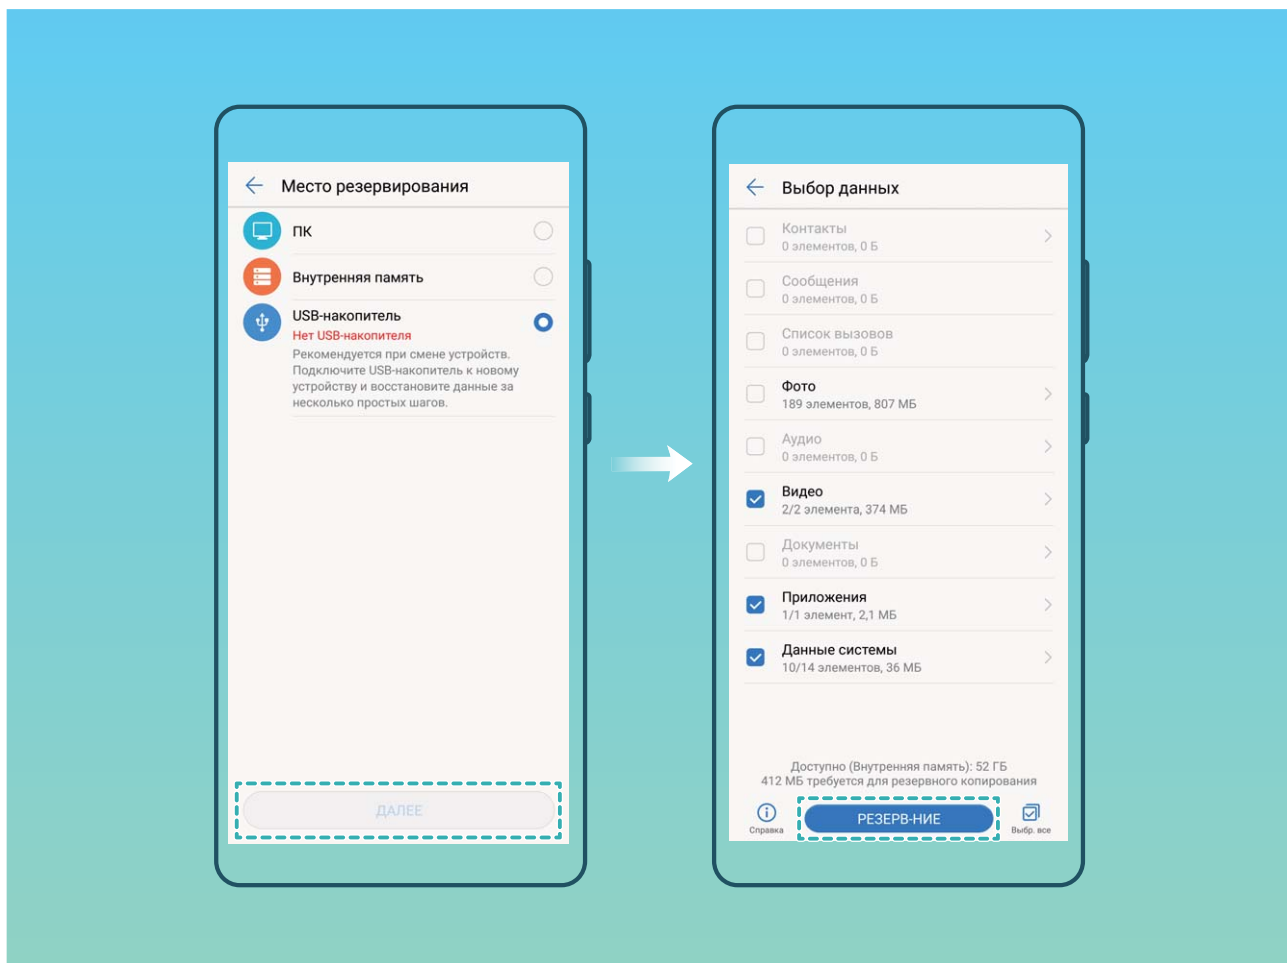 Место резервирования
ПК
Внутренняя память
USB-накопитель
Нет USB-накопителя
Рекомендуется при смене устройств.
Подключите USB-накопитель к новому
устройству и восстановите данные за
несколько простых шагов.
ДАЛЕЕ
Выбор данных
Контакты
0 элементов, 0 Б
Сообщения
0 элементов, 0 Б
Список вызовов
0 элементов, 0 Б
Фото
189 элементов, 807 МБ
Аудио
0 элементов, 0 Б
Видео
2/2 элемента, 374 МБ
Документы
0 элементов, 0 Б
Приложения
1/1 элемент, 2,1 МБ
Данные системы
10/14 элементов, 36 МБ
Доступно (Внутренняя память): 52 ГБ
412 МБ требуется для резервного копирования
Справка
РЕЗЕРВ-НИЕ
Выбр. все